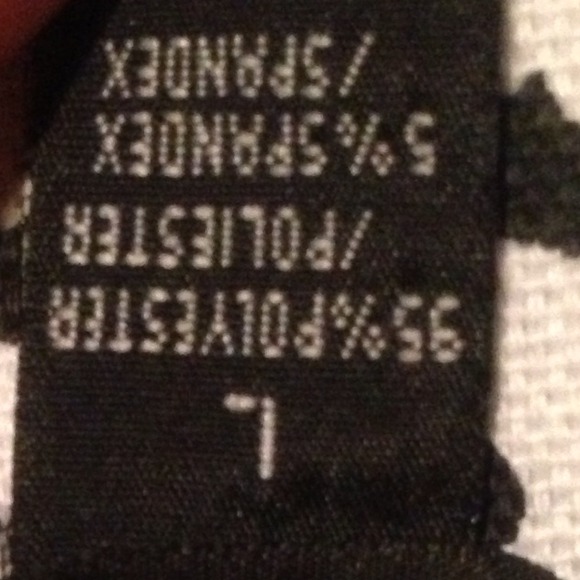 L
95%POLYESTER
/POLIESTER
5%SPANDEX
/SPANDEX